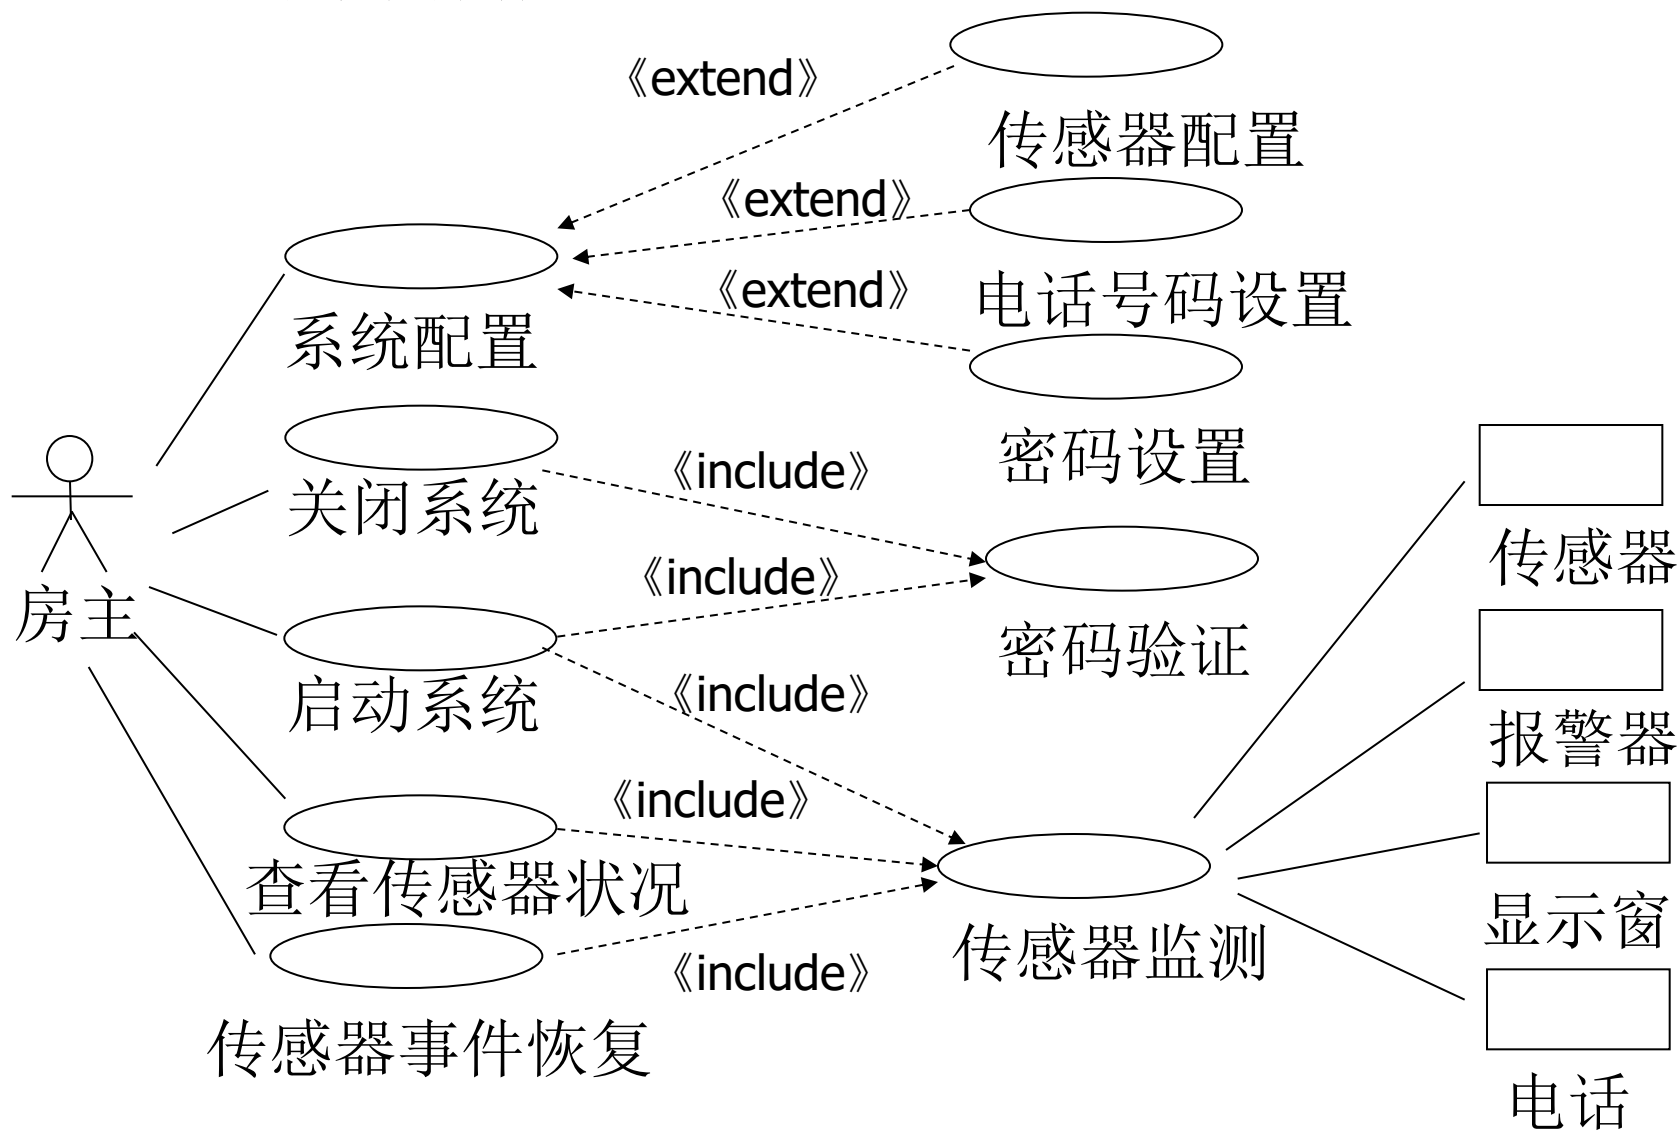 《extend》
传感器配置
《extend》
《extend》
电话号码设置
系统配置
密码设置
《include》
关闭系统
传感器
《include》
房主
密码验证
启动系统
《include》
报警器
《include》
查看传感器状况
显示窗
传感器监测
《include》
传感器事件恢复
电话